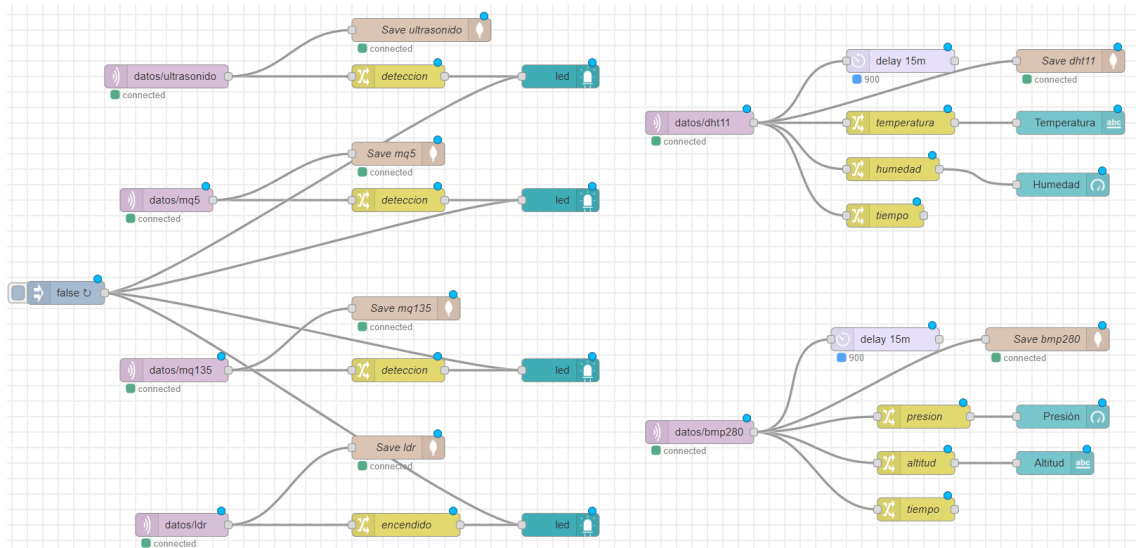 Save ultrasonido
connected
datos/ultrasonido
connected
deteccion
led
Save mq5
connected
datos/mq5
connected
deteccion
led
false ↻
Save mq135
connected
datos/mq135
connected
deteccion
led
Save ldr
connected
datos/ldr
connected
encendido
led
delay 15m
900
Save dht11
connected
datos/dht11
connected
temperatura
Temperatura
abc
humedad
Humedad
tiempo
delay 15m
900
Save bmp280
connected
datos/bmp280
connected
presion
Presión
altitud
Altitud
abc
tiempo